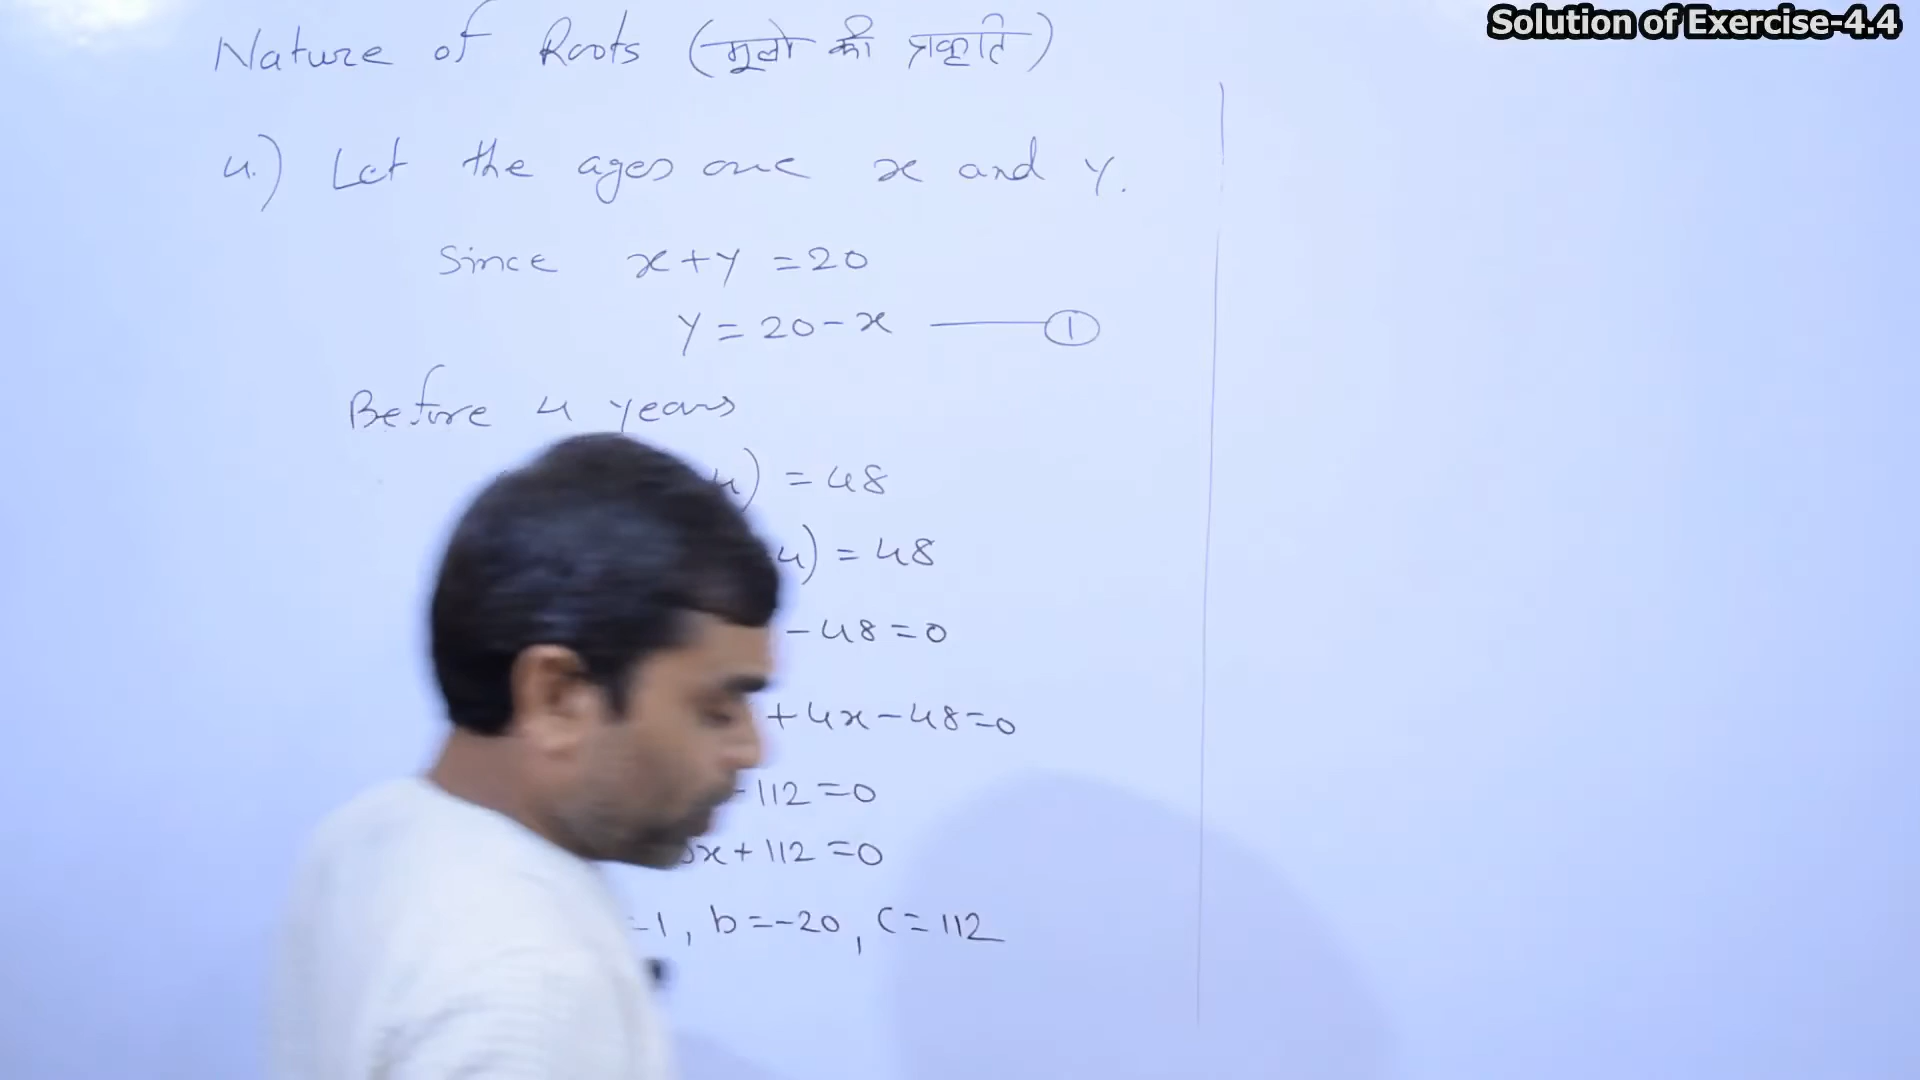 Solution of Exercise-4.4
Nature of Roots (मूलों की प्रकृति)
4.) Let the ages are x and y.
Since x+y =20
y = 20-x ——— ①
Before 4 years
4) = 48
4) = 48
-48=0
+4x-48=0
-112=0
0x+112=0
=1, b=-20, C=112